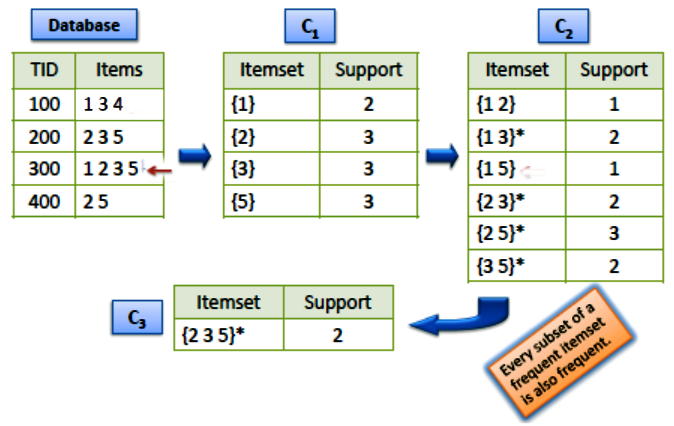 Database
TID Items
100 1 3 4
200 2 3 5
300 1 2 3 5
400 2 5
C1
Itemset Support
{1} 2
{2} 3
{3} 3
{5} 3
C2
Itemset Support
{1 2} 1
{1 3}* 2
{1 5} 1
{2 3}* 2
{2 5}* 3
{3 5}* 2
C3
Itemset Support
{2 3 5}* 2
Every subset of a
frequent itemset
is also frequent.